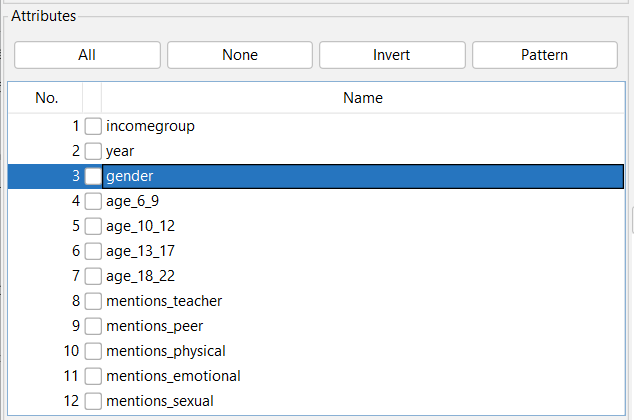 Attributes
All None Invert Pattern
No. Name
1 incomegroup
2 year
3 gender
4 age_6_9
5 age_10_12
6 age_13_17
7 age_18_22
8 mentions_teacher
9 mentions_peer
10 mentions_physical
11 mentions_emotional
12 mentions_sexual